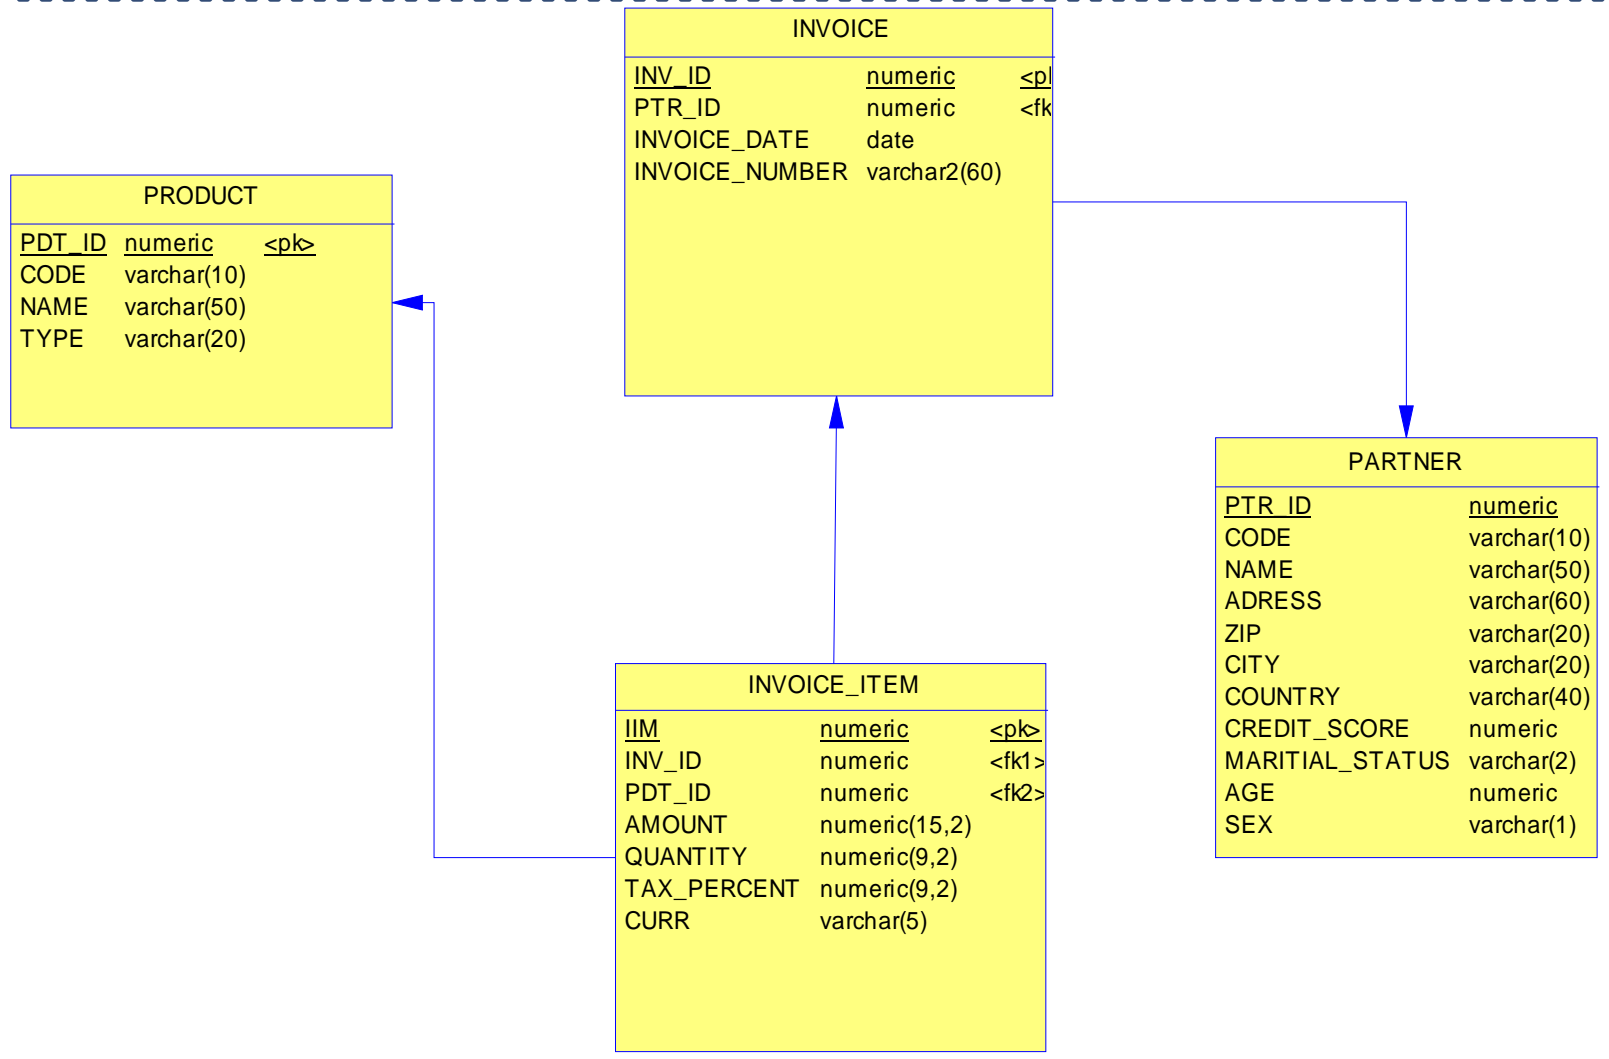 INVOICE
INV_ID numeric <pk
PTR_ID numeric <fk
INVOICE_DATE date
INVOICE_NUMBER varchar2(60)
PRODUCT
PDT_ID numeric <pk>
CODE varchar(10)
NAME varchar(50)
TYPE varchar(20)
PARTNER
PTR_ID numeric
CODE varchar(10)
NAME varchar(50)
ADRESS varchar(60)
ZIP varchar(20)
CITY varchar(20)
COUNTRY varchar(40)
CREDIT_SCORE numeric
MARITIAL_STATUS varchar(2)
AGE numeric
SEX varchar(1)
INVOICE_ITEM
IIM numeric <pk>
INV_ID numeric <fk1>
PDT_ID numeric <fk2>
AMOUNT numeric(15,2)
QUANTITY numeric(9,2)
TAX_PERCENT numeric(9,2)
CURR varchar(5)